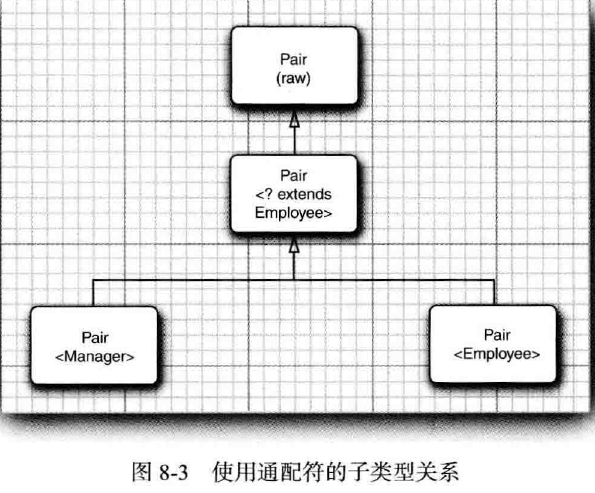 Pair
(raw)
Pair
<? extends
Employee>
Pair
<Manager>
Pair
<Employee>
图 8-3 使用通配符的子类型关系